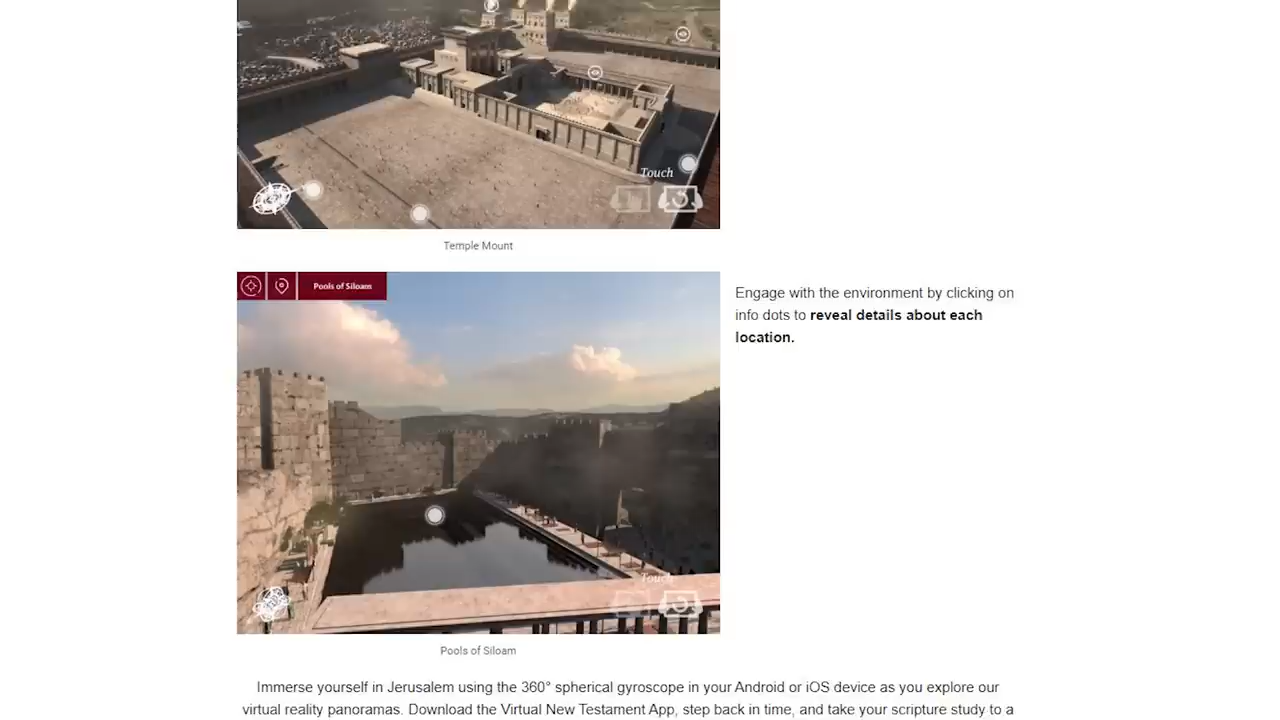 Touch
Temple Mount
Pools of Siloam
Engage with the environment by clicking on
info dots to reveal details about each
location.
Touch
Pools of Siloam
Immerse yourself in Jerusalem using the 360° spherical gyroscope in your Android or iOS device as you explore our
virtual reality panoramas. Download the Virtual New Testament App, step back in time, and take your scripture study to a